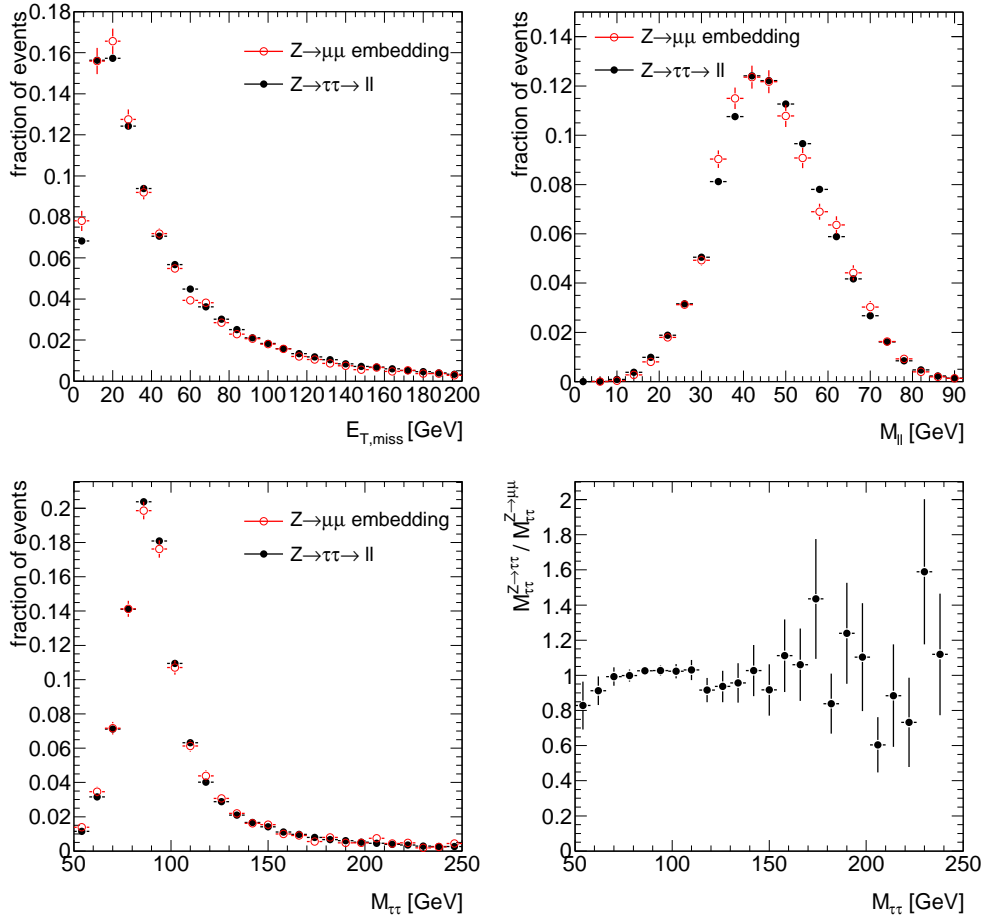 fraction of events
0.18
0.16
0.14
0.12
0.1
0.08
0.06
0.04
0.02
0
Z→μμ embedding
Z→ττ→ ll
0 20 40 60 80 100 120 140 160 180 200
E_T,miss [GeV]
fraction of events
0.14
0.12
0.1
0.08
0.06
0.04
0.02
0
Z→μμ embedding
Z→ττ→ ll
0 10 20 30 40 50 60 70 80 90
M_ll [GeV]
fraction of events
0.2
0.18
0.16
0.14
0.12
0.1
0.08
0.06
0.04
0.02
0
Z→μμ embedding
Z→ττ→ ll
50 100 150 200 250
M_ττ [GeV]
M_ττ^Z→ττ / M_ττ^Z→μμ
2
1.8
1.6
1.4
1.2
1
0.8
0.6
0.4
0.2
0
50 100 150 200 250
M_ττ [GeV]